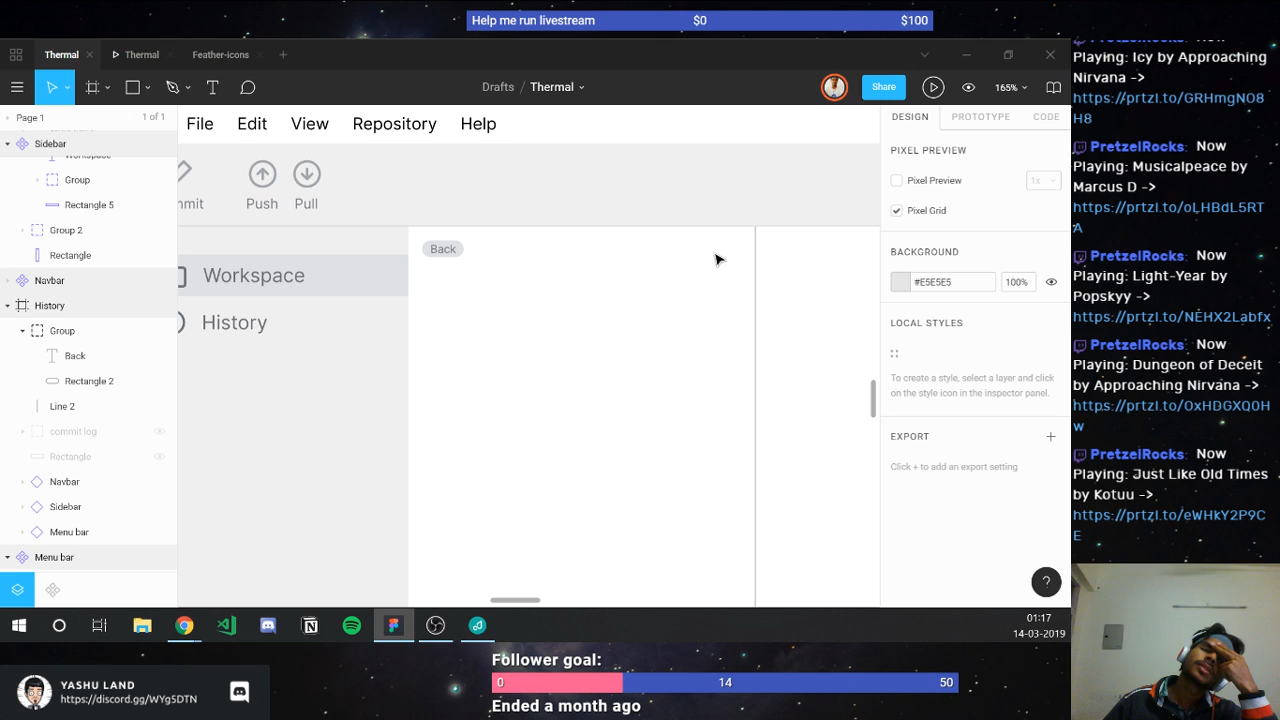 Help me run livestream $0 $100
Thermal Thermal Feather-icons
Drafts / Thermal Share 165%
Page 1 1 of 1
Sidebar
Workspace
Group
Rectangle 5
Group 2
Rectangle
Navbar
History
Group
Back
Rectangle 2
Line 2
commit log
Rectangle
Navbar
Sidebar
Menu bar
Menu bar
File Edit View Repository Help
mit Push Pull
Back
Workspace
History
DESIGN PROTOTYPE CODE
PIXEL PREVIEW
Pixel Preview 1x
Pixel Grid
BACKGROUND
#E5E5E5 100%
LOCAL STYLES
To create a style, select a layer and click
on the style icon in the inspector panel.
EXPORT
Click + to add an export setting
?
01:17
14-03-2019
PretzelRocks: Now
Playing: Icy by Approaching
Nirvana ->
https://prtzl.to/GRHmgNO8
H8
PretzelRocks: Now
Playing: Musicalpeace by
Marcus D ->
https://prtzl.to/oLHBdL5RT
A
PretzelRocks: Now
Playing: Light-Year by
Popskyy ->
https://prtzl.to/NEHX2Labfx
PretzelRocks: Now
Playing: Dungeon of Deceit
by Approaching Nirvana ->
https://prtzl.to/OxHDGXQ0H
w
PretzelRocks: Now
Playing: Just Like Old Times
by Kotuu ->
https://prtzl.to/eWHkY2P9C
E
YASHU LAND
https://discord.gg/WYg5DTN
Follower goal:
0 14 50
Ended a month ago